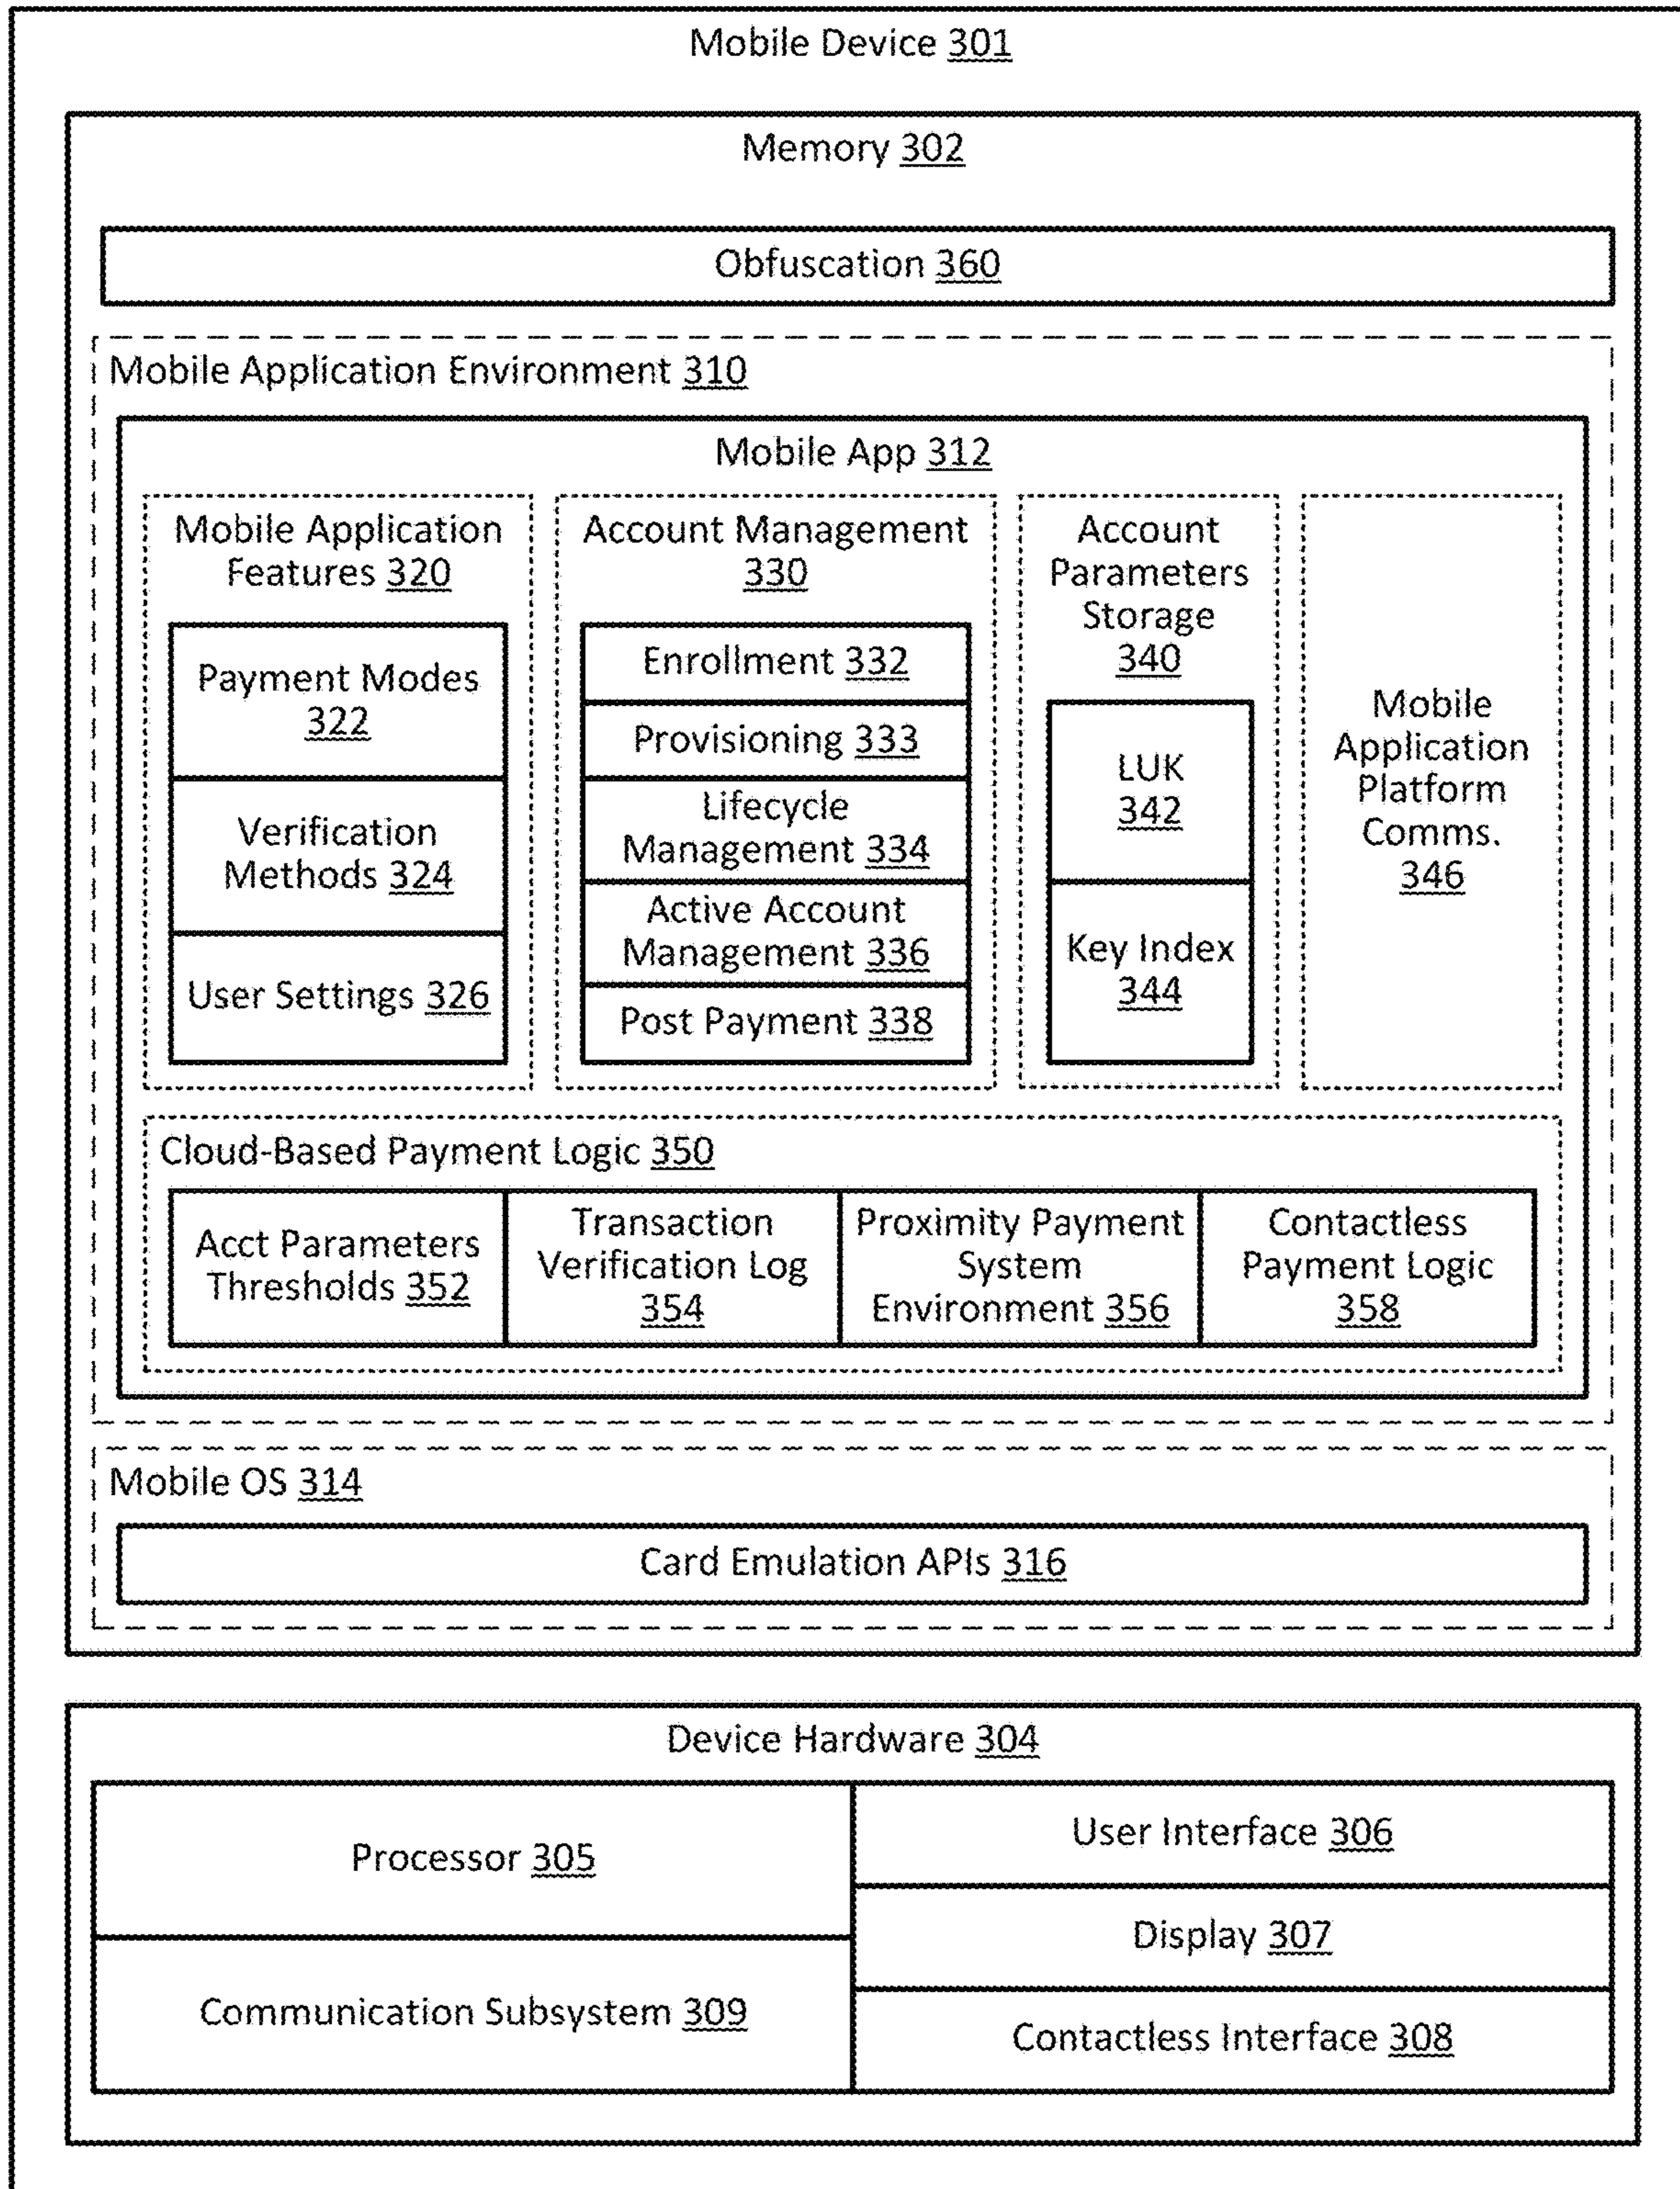 Mobile Device 301
Memory 302
Obfuscation 360
Mobile Application Environment 310
Mobile App 312
Mobile Application
Features 320
Payment Modes
322
Verification
Methods 324
User Settings 326
Account Management
330
Enrollment 332
Provisioning 333
Lifecycle
Management 334
Active Account
Management 336
Post Payment 338
Account
Parameters
Storage
340
LUK
342
Key Index
344
Mobile
Application
Platform
Comms.
346
Cloud-Based Payment Logic 350
Acct Parameters
Thresholds 352
Transaction
Verification Log
354
Proximity Payment
System
Environment 356
Contactless
Payment Logic
358
Mobile OS 314
Card Emulation APIs 316
Device Hardware 304
Processor 305
Communication Subsystem 309
User Interface 306
Display 307
Contactless Interface 308